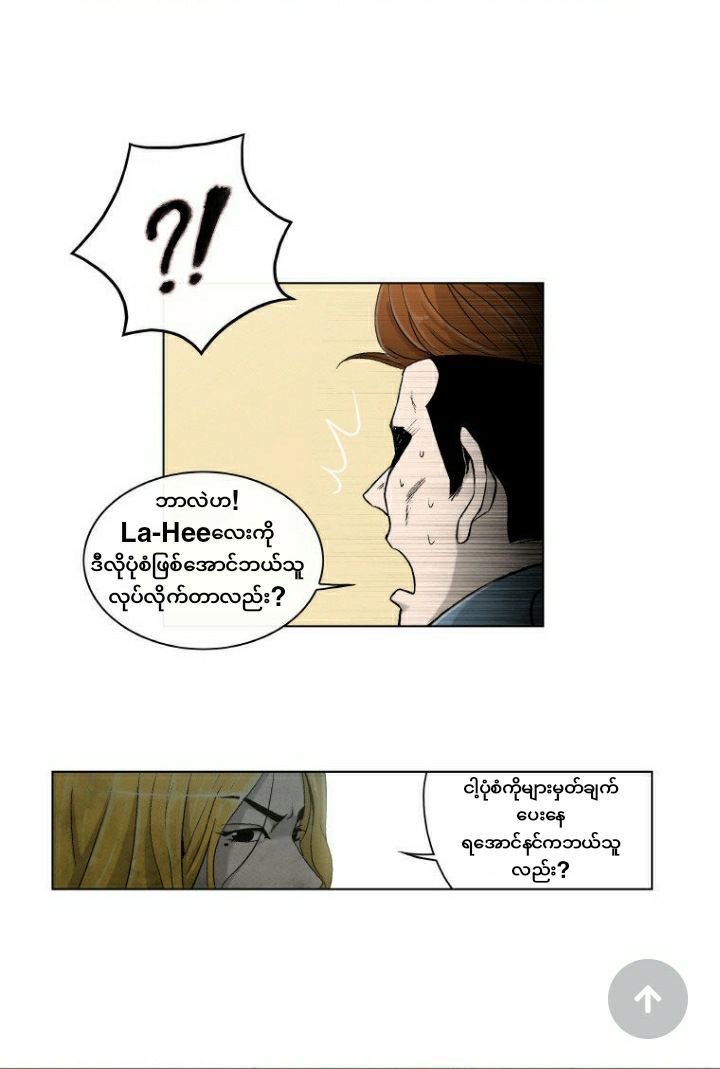 ?!
ဘာလဲဟ!
La-Heeလေးကို
ဒီလိုပုံစံဖြစ်အောင်ဘယ်သူ
လုပ်လိုက်တာလည်း?
ငါ့ပုံစံကိုများမှတ်ချက်
ပေးနေ
ရအောင်နင်ကဘယ်သူ
လည်း?